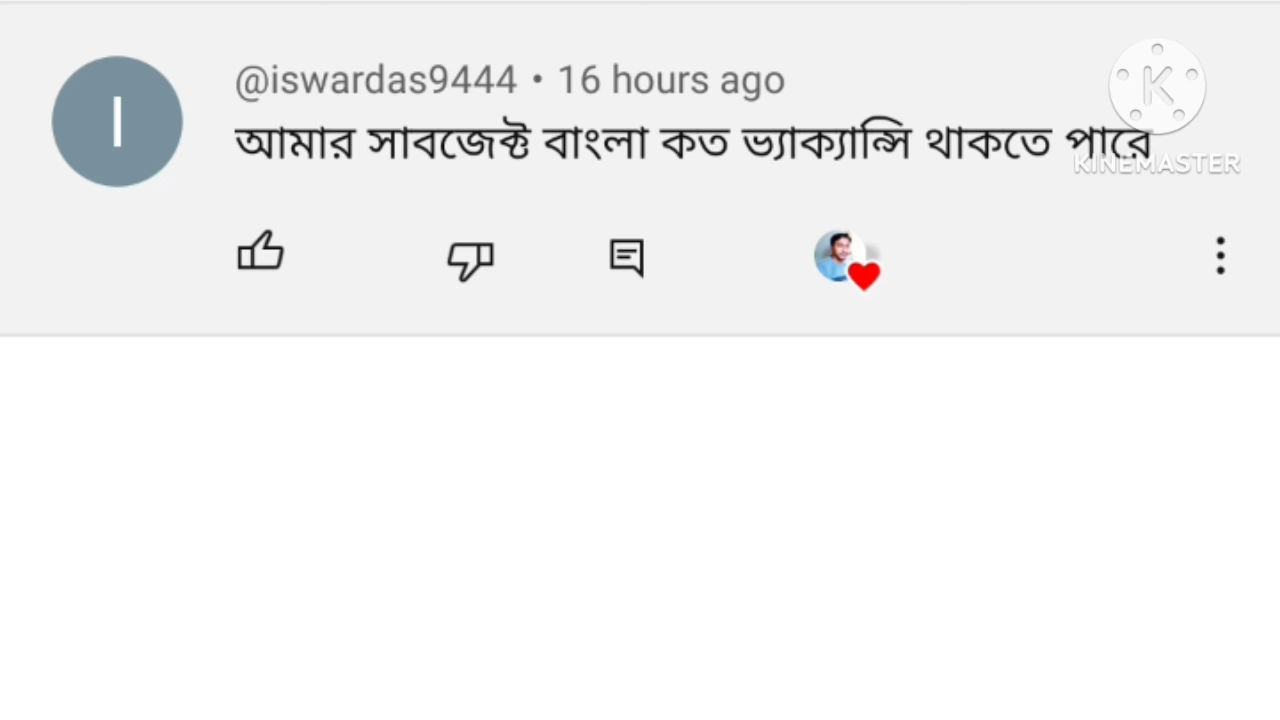 I
@iswardas9444 • 16 hours ago
K
আমার সাবজেক্ট বাংলা কত ভ্যাক্যান্সি থাকতে পারে
KINEMASTER